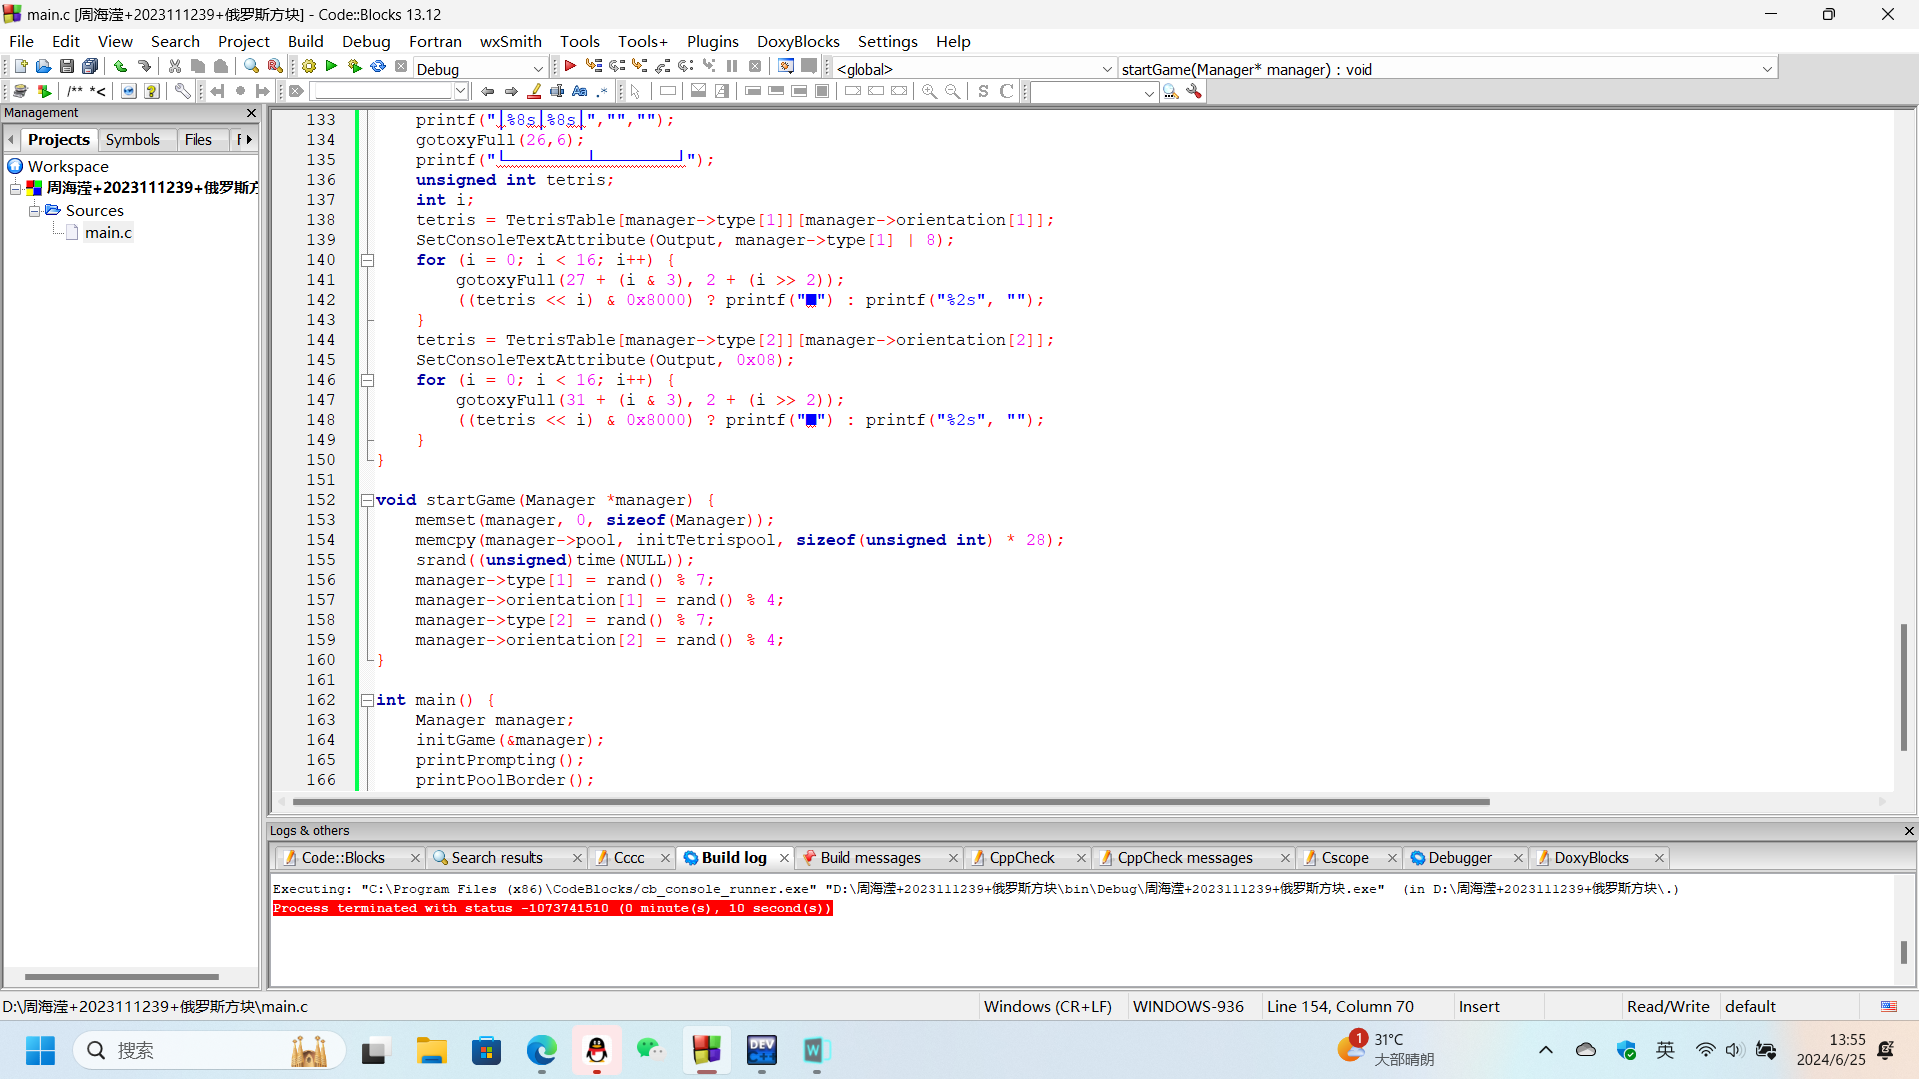 main.c [周海滢+2023111239+俄罗斯方块] - Code::Blocks 13.12
File Edit View Search Project Build Debug Fortran wxSmith Tools Tools+ Plugins DoxyBlocks Settings Help
Debug <global> startGame(Manager* manager) : void
/** *<
Management
Projects Symbols Files
Workspace
周海滢+2023111239+俄罗斯方
Sources
main.c
133 printf("│%8s│%8s│","","");
134 gotoxyFull(26,6);
135 printf("└────────┴────────┘");
136 unsigned int tetris;
137 int i;
138 tetris = TetrisTable[manager->type[1]][manager->orientation[1]];
139 SetConsoleTextAttribute(Output, manager->type[1] | 8);
140 for (i = 0; i < 16; i++) {
141 gotoxyFull(27 + (i & 3), 2 + (i >> 2));
142 ((tetris << i) & 0x8000) ? printf("■") : printf("%2s", "");
143 }
144 tetris = TetrisTable[manager->type[2]][manager->orientation[2]];
145 SetConsoleTextAttribute(Output, 0x08);
146 for (i = 0; i < 16; i++) {
147 gotoxyFull(31 + (i & 3), 2 + (i >> 2));
148 ((tetris << i) & 0x8000) ? printf("■") : printf("%2s", "");
149 }
150 }
151
152 void startGame(Manager *manager) {
153 memset(manager, 0, sizeof(Manager));
154 memcpy(manager->pool, initTetrispool, sizeof(unsigned int) * 28);
155 srand((unsigned)time(NULL));
156 manager->type[1] = rand() % 7;
157 manager->orientation[1] = rand() % 4;
158 manager->type[2] = rand() % 7;
159 manager->orientation[2] = rand() % 4;
160 }
161
162 int main() {
163 Manager manager;
164 initGame(&manager);
165 printPrompting();
166 printPoolBorder();
Logs & others
Code::Blocks Search results Cccc Build log Build messages CppCheck CppCheck messages Cscope Debugger DoxyBlocks
Executing: "C:\Program Files (x86)\CodeBlocks/cb_console_runner.exe" "D:\周海滢+2023111239+俄罗斯方块\bin\Debug\周海滢+2023111239+俄罗斯方块.exe" (in D:\周海滢+2023111239+俄罗斯方块\.)
Process terminated with status -1073741510 (0 minute(s), 10 second(s))
D:\周海滢+2023111239+俄罗斯方块\main.c Windows (CR+LF) WINDOWS-936 Line 154, Column 70 Insert Read/Write default
搜索 DEV W 1 31°C 英 13:55
大部晴朗 2024/6/25